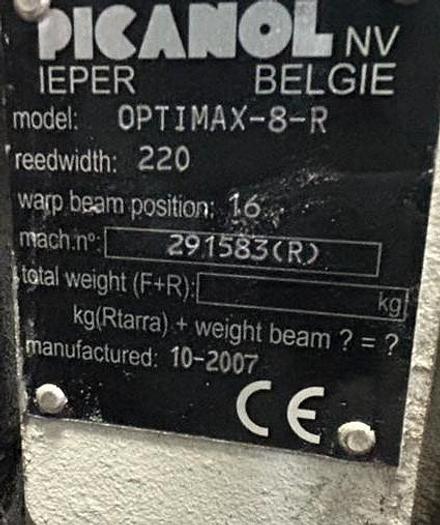 PICANOL NV
IEPER BELGIE
model: OPTIMAX-8-R
reedwidth: 220
warp beam position: 16
mach.nº: 291583(R)
total weight (F+R): kg
kg(Rtarra) + weight beam ? = ?
manufactured: 10-2007
CE